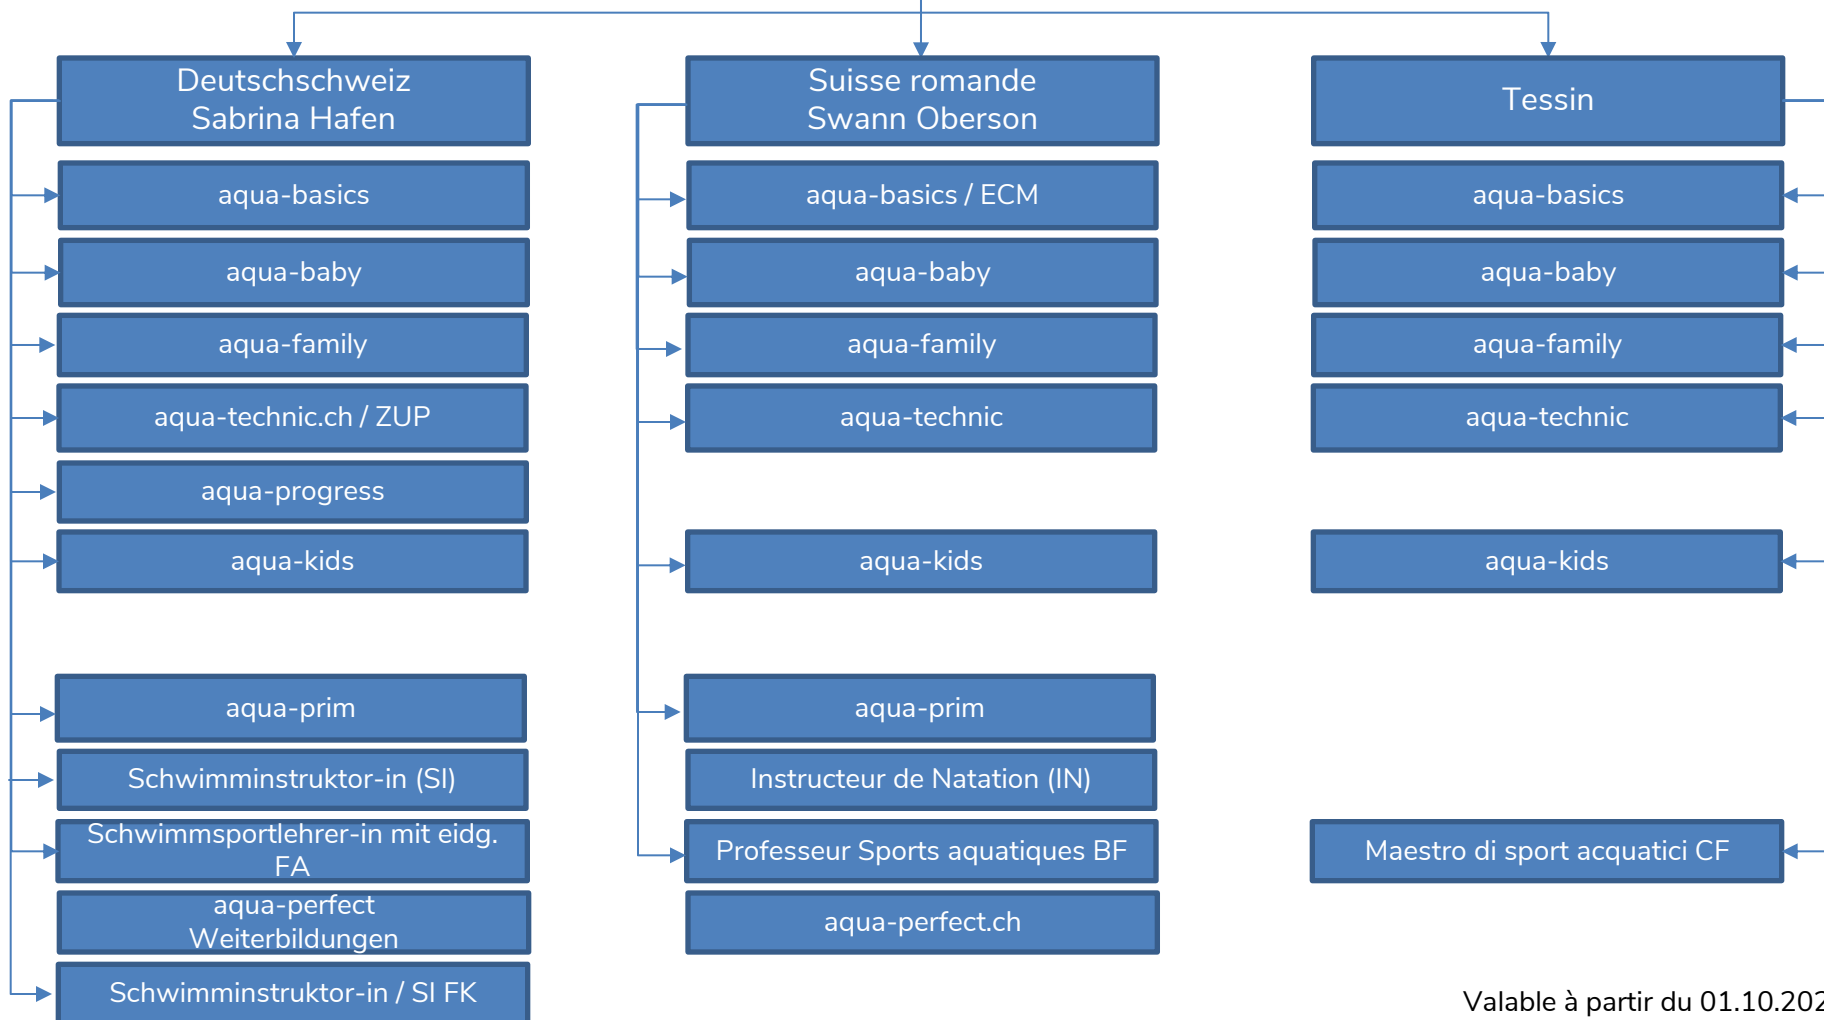 Deutschschweiz
Sabrina Hafen
aqua-basics
aqua-baby
aqua-family
aqua-technic.ch / ZUP
aqua-progress
aqua-kids
aqua-prim
Schwimminstruktor-in (SI)
Schwimmsportlehrer-in mit eidg.
FA
aqua-perfect
Weiterbildungen
Schwimminstruktor-in / SI FK
Suisse romande
Swann Oberson
aqua-basics / ECM
aqua-baby
aqua-family
aqua-technic
aqua-kids
aqua-prim
Instructeur de Natation (IN)
Professeur Sports aquatiques BF
aqua-perfect.ch
Tessin
aqua-basics
aqua-baby
aqua-family
aqua-technic
aqua-kids
Maestro di sport acquatici CF
Valable à partir du 01.10.202